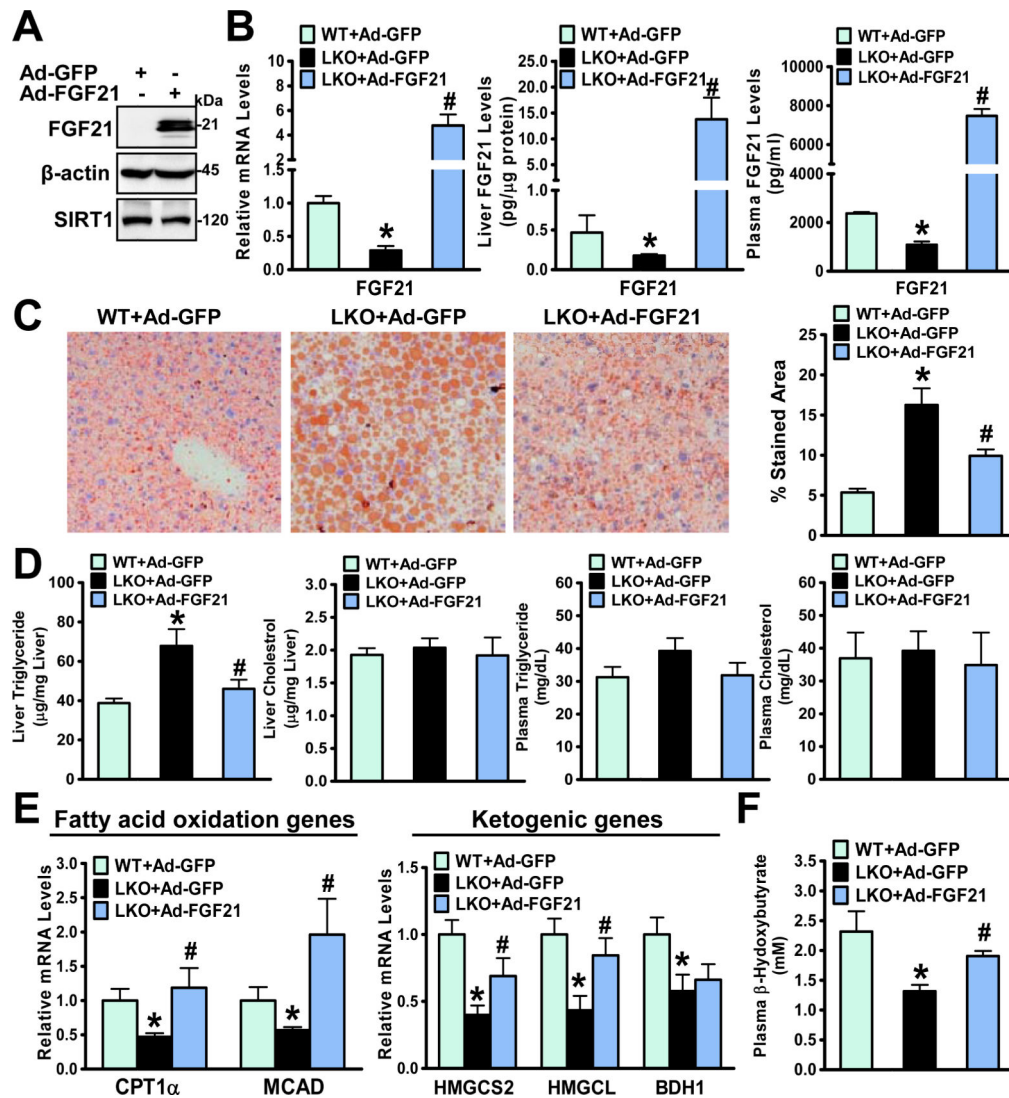 A
Ad-GFP + -
Ad-FGF21 - + kDa
FGF21 -21
β-actin -45
SIRT1 -120
B
WT+Ad-GFP
LKO+Ad-GFP
LKO+Ad-FGF21
Relative mRNA Levels
6
4
2
1.0
0.5
0.0
*
#
FGF21
WT+Ad-GFP
LKO+Ad-GFP
LKO+Ad-FGF21
Liver FGF21 Levels
(pg/μg protein)
25.0
20.0
15.0
10.0
5.0
1.0
0.5
0.0
*
#
FGF21
WT+Ad-GFP
LKO+Ad-GFP
LKO+Ad-FGF21
Plasma FGF21 Levels
(pg/ml)
10000
8000
6000
4000
2000
0
*
#
FGF21
C
WT+Ad-GFP
LKO+Ad-GFP
LKO+Ad-FGF21
WT+Ad-GFP
LKO+Ad-GFP
LKO+Ad-FGF21
% Stained Area
25
20
15
10
5
0
*
#
D
WT+Ad-GFP
LKO+Ad-GFP
LKO+Ad-FGF21
Liver Triglyceride
(μg/mg Liver)
100
80
60
40
20
0
*
#
WT+Ad-GFP
LKO+Ad-GFP
LKO+Ad-FGF21
Liver Cholestrol
(μg/mg Liver)
3.0
2.5
2.0
1.5
1.0
0.5
0.0
WT+Ad-GFP
LKO+Ad-GFP
LKO+Ad-FGF21
Plasma Triglyceride
(mg/dL)
60
50
40
30
20
10
0
WT+Ad-GFP
LKO+Ad-GFP
LKO+Ad-FGF21
Plasma Cholesterol
(mg/dL)
60
50
40
30
20
10
0
E
Fatty acid oxidation genes
WT+Ad-GFP
LKO+Ad-GFP
LKO+Ad-FGF21
Relative mRNA Levels
3.0
2.5
2.0
1.5
1.0
0.5
0.0
*
#
*
#
CPT1α MCAD
Ketogenic genes
WT+Ad-GFP
LKO+Ad-GFP
LKO+Ad-FGF21
Relative mRNA Levels
1.5
1.0
0.5
0.0
*
#
*
#
*
HMGCS2 HMGCL BDH1
F
WT+Ad-GFP
LKO+Ad-GFP
LKO+Ad-FGF21
Plasma β-Hydoxybutyrate
(mM)
3.0
2.5
2.0
1.5
1.0
0.5
0.0
*
#